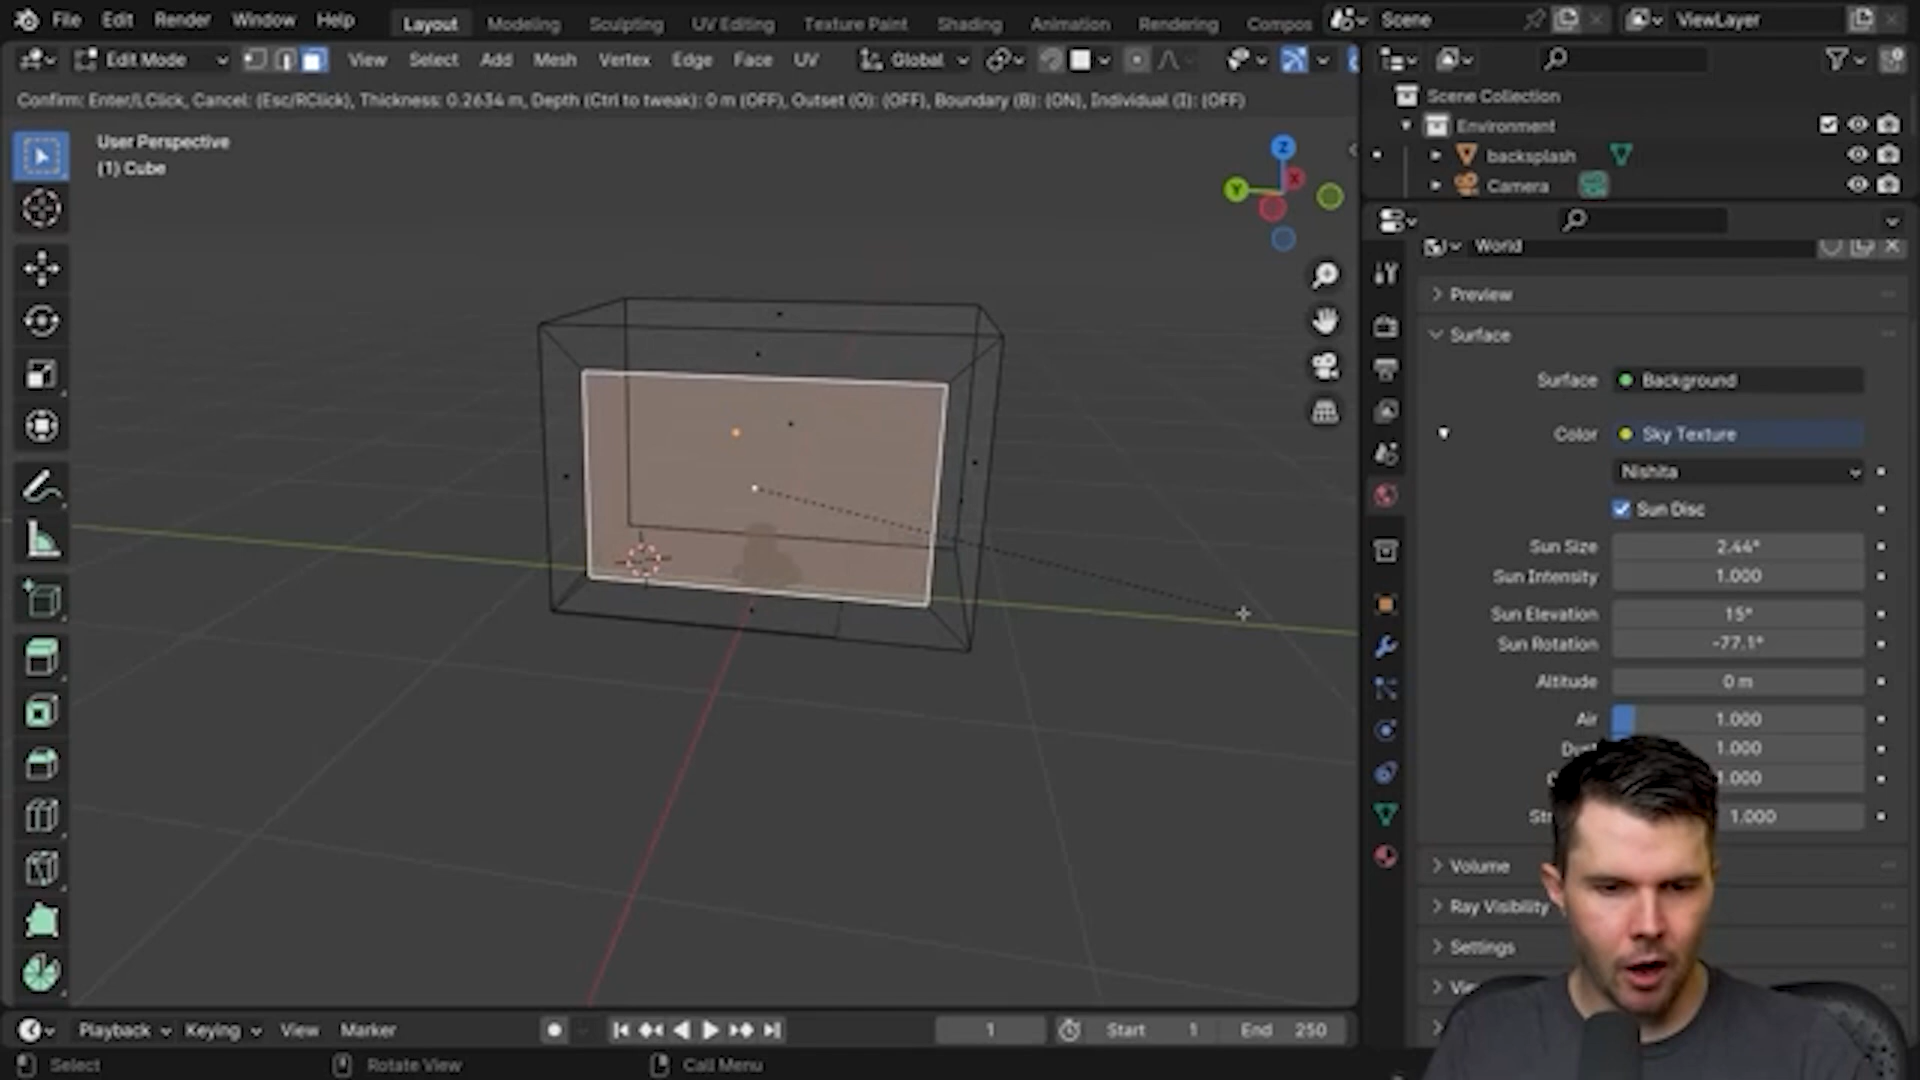 File Edit Render Window Help Layout Modeling Sculpting UV Editing Texture Paint Shading Animation Rendering Compos Scene ViewLayer
Edit Mode View Select Add Mesh Vertex Edge Face UV Global
Confirm: Enter/LClick, Cancel: (Esc/RClick), Thickness: 0.2634 m, Depth (Ctrl to tweak): 0 m (OFF), Outset (O): (OFF), Boundary (B): (ON), Individual (I): (OFF)
User Perspective
(1) Cube
Z
X
Y
Scene Collection
Environment
backsplash
Camera
World
Preview
Surface
Surface Background
Color Sky Texture
Nishita
Sun Disc
Sun Size 2.44°
Sun Intensity 1.000
Sun Elevation 15°
Sun Rotation -77.1°
Altitude 0 m
Air 1.000
1.000
1.000
1.000
Volume
Ray Visibility
Settings
Playback Keying View Marker 1 Start 1 End 250
Select Rotate View Call Menu